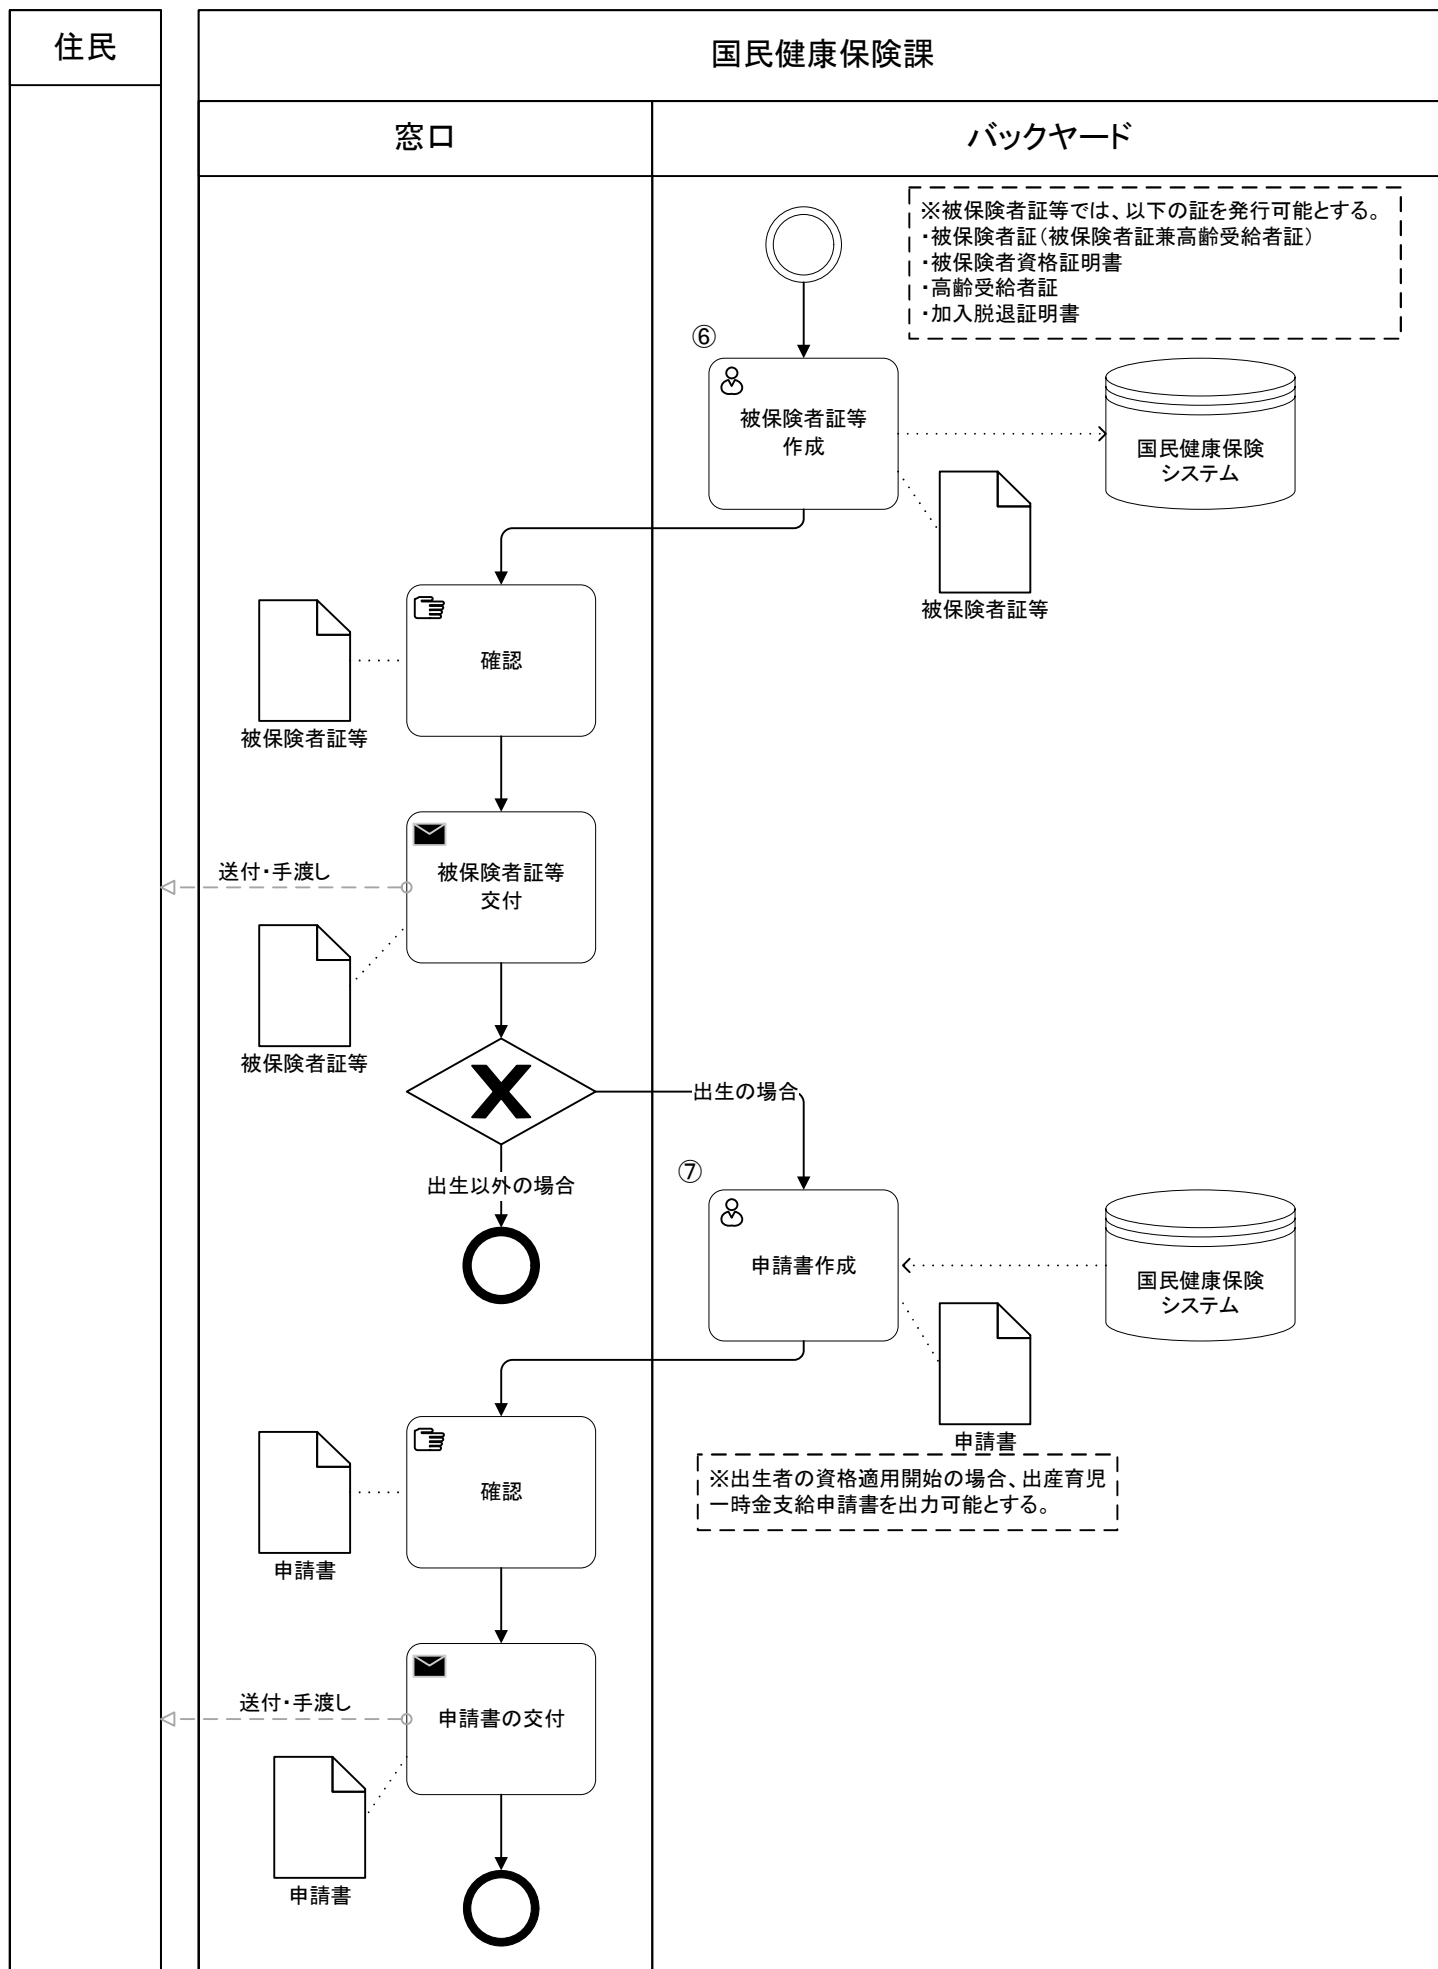 住民
国民健康保険課
窓口
バックヤード
※被保険者証等では、以下の証を発行可能とする。
・被保険者証（被保険者証兼高齢受給者証）
・被保険者資格証明書
・高齢受給者証
・加入脱退証明書
⑥
被保険者証等
作成
国民健康保険
システム
被保険者証等
確認
被保険者証等
送付・手渡し
被保険者証等
交付
被保険者証等
出生の場合
出生以外の場合
⑦
申請書作成
国民健康保険
システム
申請書
※出生者の資格適用開始の場合、出産育児
一時金支給申請書を出力可能とする。
確認
申請書
送付・手渡し
申請書の交付
申請書